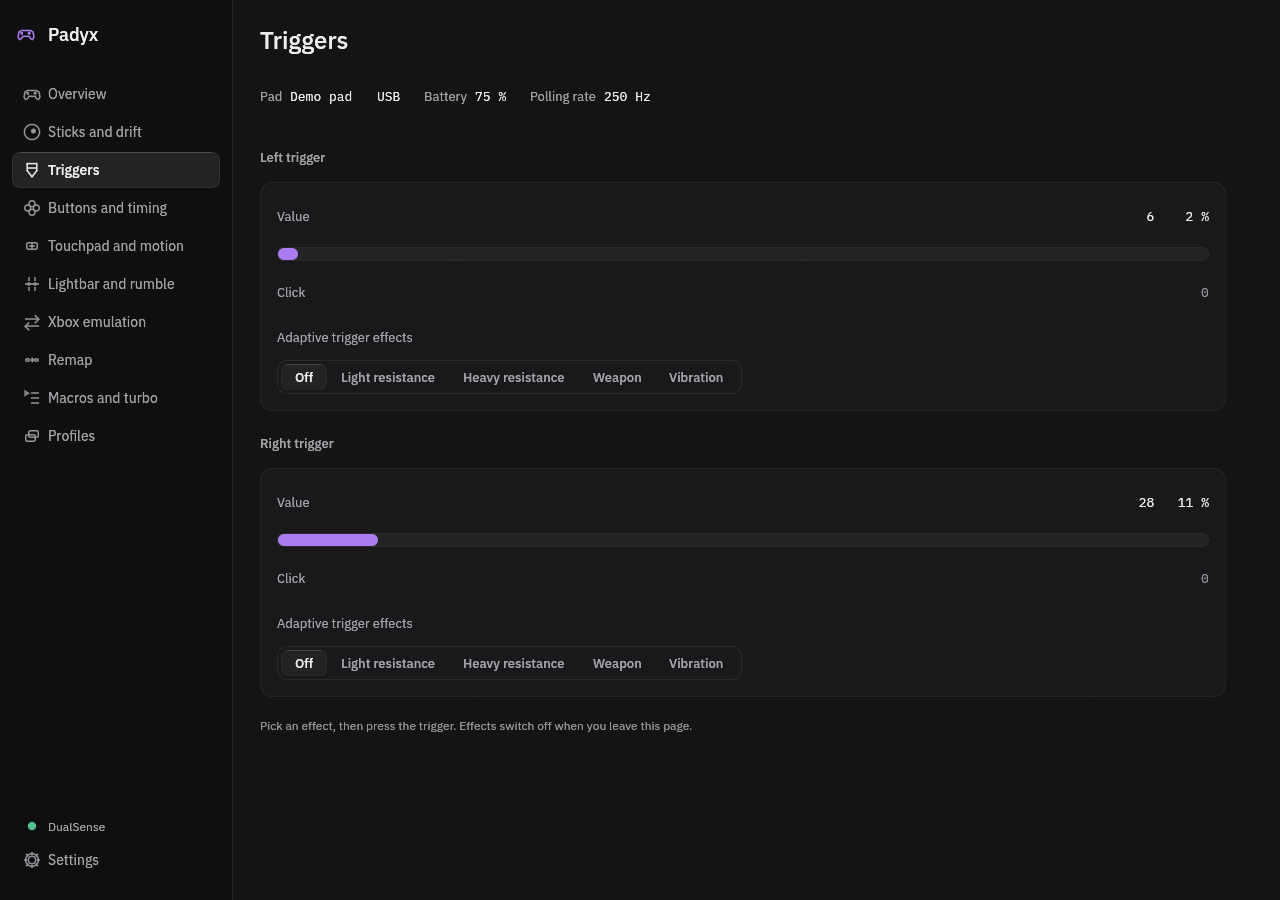 Padyx
Overview
Sticks and drift
Triggers
Buttons and timing
Touchpad and motion
Lightbar and rumble
Xbox emulation
Remap
Macros and turbo
Profiles
DualSense
Settings
Triggers
Pad Demo pad USB Battery 75 % Polling rate 250 Hz
Left trigger
Value 6 2 %
Click 0
Adaptive trigger effects
Off Light resistance Heavy resistance Weapon Vibration
Right trigger
Value 28 11 %
Click 0
Adaptive trigger effects
Off Light resistance Heavy resistance Weapon Vibration
Pick an effect, then press the trigger. Effects switch off when you leave this page.